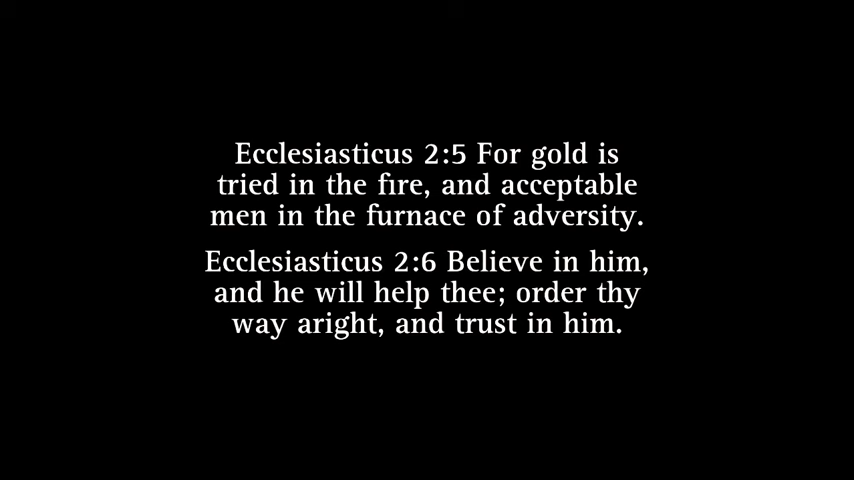 Ecclesiasticus 2:5 For gold is
tried in the fire, and acceptable
men in the furnace of adversity.
Ecclesiasticus 2:6 Believe in him,
and he will help thee; order thy
way aright, and trust in him.